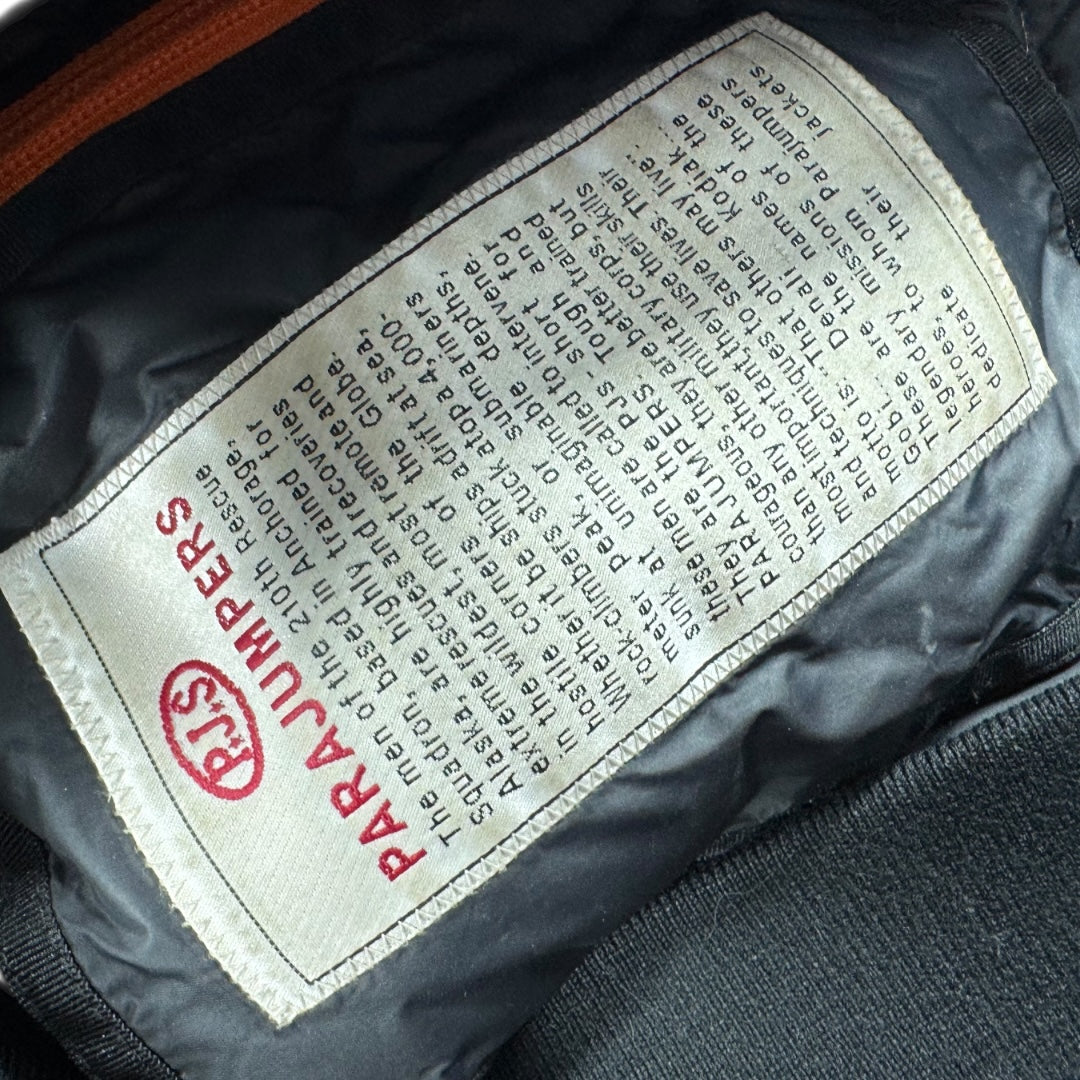 P.J.S
PARAJUMPERS
The men of the 210th Rescue
Squadron, based in Anchorage,
Alaska, are highly trained for
extreme rescues and recoveries
in the wildest, most remote and
hostile corners of the Globe.
Whether it be ships adrift at sea,
rock-climbers stuck atop a 4,000-
meter peak, or submariners
sunk at unimaginable depths,
these men are called to intervene.
They are the PJs¨ short for
PARAJUMPERS. Tough and
courageous, they are better trained
than any other military corps, but
most important, they use their skills
and techniques to save lives. Their
motto is: "That others may live"...
Gobi... Denali... Kodiak...
These are the names of the
legendary missions of these
heroes to whom Parajumpers
dedicate their jackets.